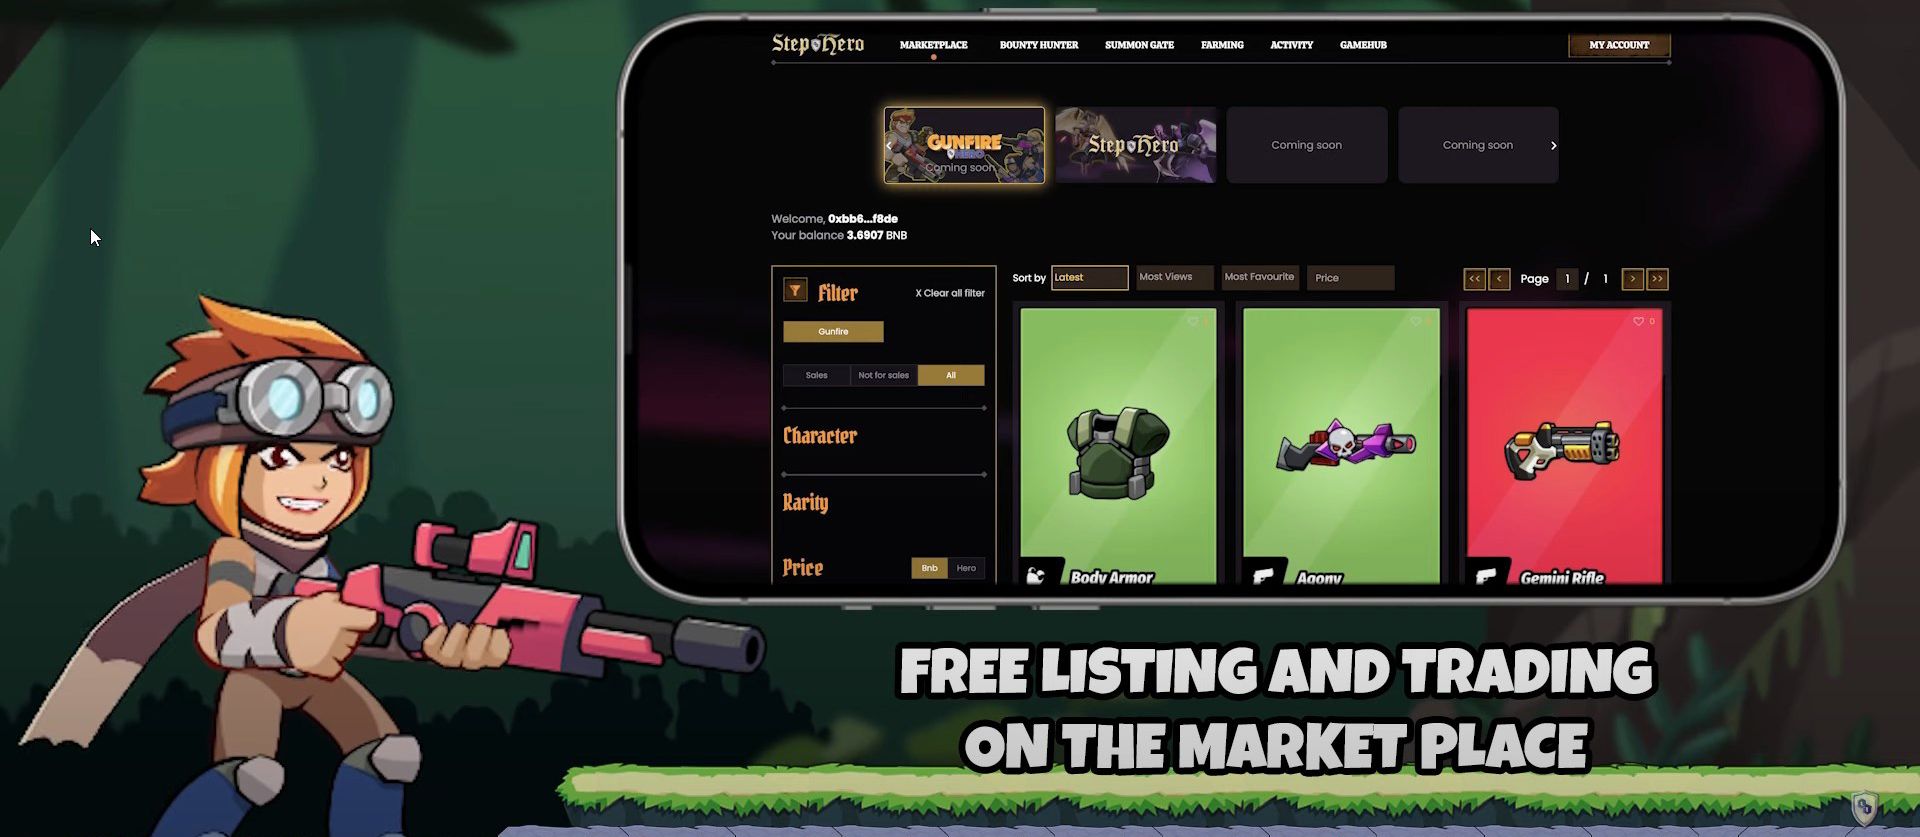 StepHero MARKETPLACE BOUNTY HUNTER SUMMON GATE FARMING ACTIVITY GAMEHUB MY ACCOUNT
GUNFIRE
HERO
Coming soon
StepHero
Coming soon
Coming soon
Welcome, 0xbb6...f8de
Your balance 3.6907 BNB
Filter
X Clear all filter
Gunfire
Sales Not for sales All
Character
Rarity
Price
Bnb Hero
Sort by Latest Most Views Most Favourite Price
<< < Page 1 / 1 > >>
0
Body Armor
Agony
Gemini Rifle
FREE LISTING AND TRADING
ON THE MARKET PLACE